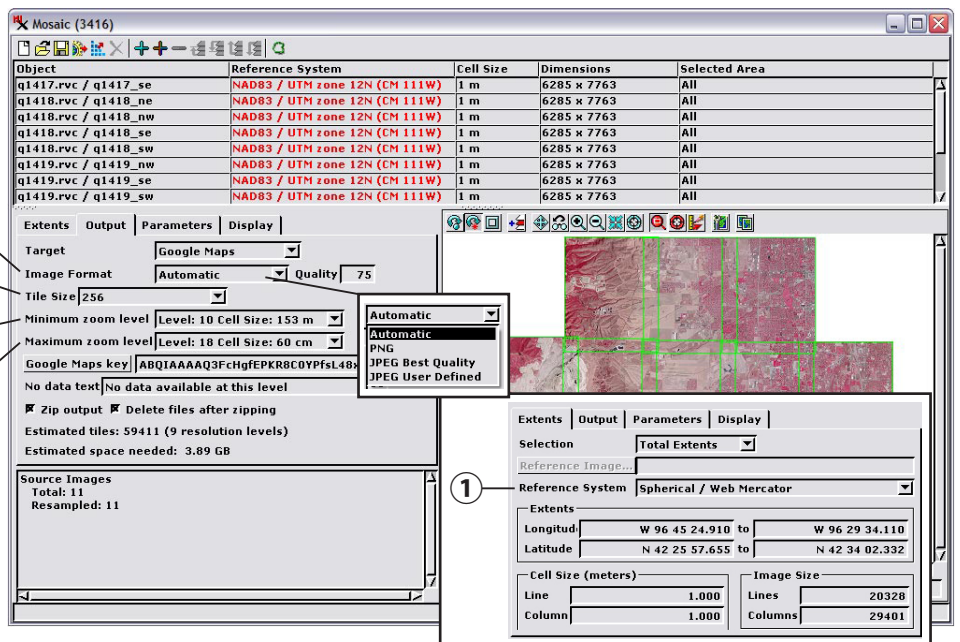 Mosaic (3416)
Object Reference System Cell Size Dimensions Selected Area
q1417.rvc / q1417_se NAD83 / UTM zone 12N (CM 111W) 1 m 6285 x 7763 All
q1418.rvc / q1418_ne NAD83 / UTM zone 12N (CM 111W) 1 m 6285 x 7763 All
q1418.rvc / q1418_nw NAD83 / UTM zone 12N (CM 111W) 1 m 6285 x 7763 All
q1418.rvc / q1418_se NAD83 / UTM zone 12N (CM 111W) 1 m 6285 x 7763 All
q1418.rvc / q1418_sw NAD83 / UTM zone 12N (CM 111W) 1 m 6285 x 7763 All
q1419.rvc / q1419_nw NAD83 / UTM zone 12N (CM 111W) 1 m 6285 x 7763 All
q1419.rvc / q1419_se NAD83 / UTM zone 12N (CM 111W) 1 m 6285 x 7763 All
q1419.rvc / q1419_sw NAD83 / UTM zone 12N (CM 111W) 1 m 6285 x 7763 All
Extents Output Parameters Display
Target Google Maps
Image Format Automatic Quality 75
Tile Size 256
Minimum zoom level Level: 10 Cell Size: 153 m
Maximum zoom level Level: 18 Cell Size: 60 cm
Google Maps key ABQIAAAAQ3FcHgfEPKR8C0YPfsL48x
No data text No data available at this level
Zip output Delete files after zipping
Estimated tiles: 59411 (9 resolution levels)
Estimated space needed: 3.89 GB
Source Images
Total: 11
Resampled: 11
Automatic
Automatic
PNG
JPEG Best Quality
JPEG User Defined
1
Extents Output Parameters Display
Selection Total Extents
Reference Image...
Reference System Spherical / Web Mercator
Extents
Longitud W 96 45 24.910 to W 96 29 34.110
Latitude N 42 25 57.655 to N 42 34 02.332
Cell Size (meters) Image Size
Line 1.000 Lines 20328
Column 1.000 Columns 29401